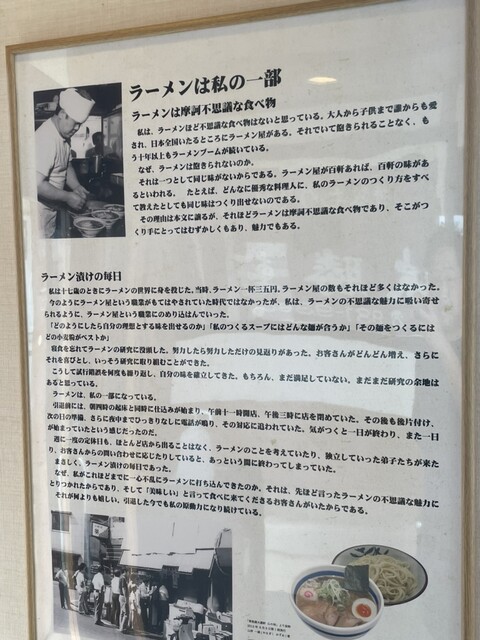 ラーメンは私の一部
ラーメンは摩訶不思議な食べ物
私は、ラーメンほど不思議な食べ物はないと思っている。大人から子供まで誰からも愛
され、日本全国いたるところにラーメン屋がある。それでいて飽きられることなく、も
う十年以上もラーメンブームが続いている。
なぜ、ラーメンは飽きられないのか。
それは一つとして同じ味がないからである。ラーメン屋が百軒あれば、百軒の味があ
るといわれる。 たとえば、どんなに優秀な料理人に、私のラーメンのつくり方をすべ
て教えたとしても同じ味はつくり出せないのである。
その理由は本文に譲るが、それほどラーメンは摩訶不思議な食べ物であり、そこがつ
くり手にとってはむずかしくもあり、魅力でもある。
ラーメン漬けの毎日
私は十七歳のときにラーメンの世界に身を投じた。当時、ラーメン一杯三五円。ラーメン屋の数もそれほど多くはなかった。
今のようにラーメン屋という職業がもてはやされていた時代ではなかったが、私は、ラーメンの不思議な魅力に吸い寄せ
られるように、ラーメン屋という職業にのめり込んでいった。
「どのようにしたら自分の理想とする味を出せるのか」「私のつくるスープにはどんな麺が合うか」「その麺をつくるには
どの小麦粉がベストか」
寝食を忘れてラーメンの研究に没頭した。努力したら努力しただけの見返りがあった。お客さんがどんどん増え、さらに
それを喜びとし、いっそう研究に取り組むことができた。
こうして試行錯誤を何度も繰り返し、自分の味を確立してきた。もちろん、まだ満足していない。まだまだ研究の余地は
あると思っている。
ラーメンは、私の一部になっている。
引退前には、朝四時の起床と同時に仕込みが始まり、午前十一時開店、午後三時に店を閉めていた。その後も後片付け、
次の日の準備、さらに夜中までひっきりなしに電話が鳴り、その対応に追われていた。気がつくと一日が終わり、また一日
が始まっていたという感じだったのだ。
週に一度の定休日も、ほとんど店から出ることはなく、ラーメンのことを考えていたり、独立していった弟子たちが来た
り、お客さんからの問い合わせに応じたりしていると、あっという間に終わってしまっていた。
まさしく、ラーメン漬けの毎日であった。
なぜ、私がこれほどまでに一心不乱にラーメンに打ち込んできたのか。それは、先ほど言ったラーメンの不思議な魅力に
とりつかれたからであり、そして「美味しい」と言って食べに来てくださるお客さんがいたからである。
それが何よりも嬉しい。引退した今でも私の原動力になり続けている。